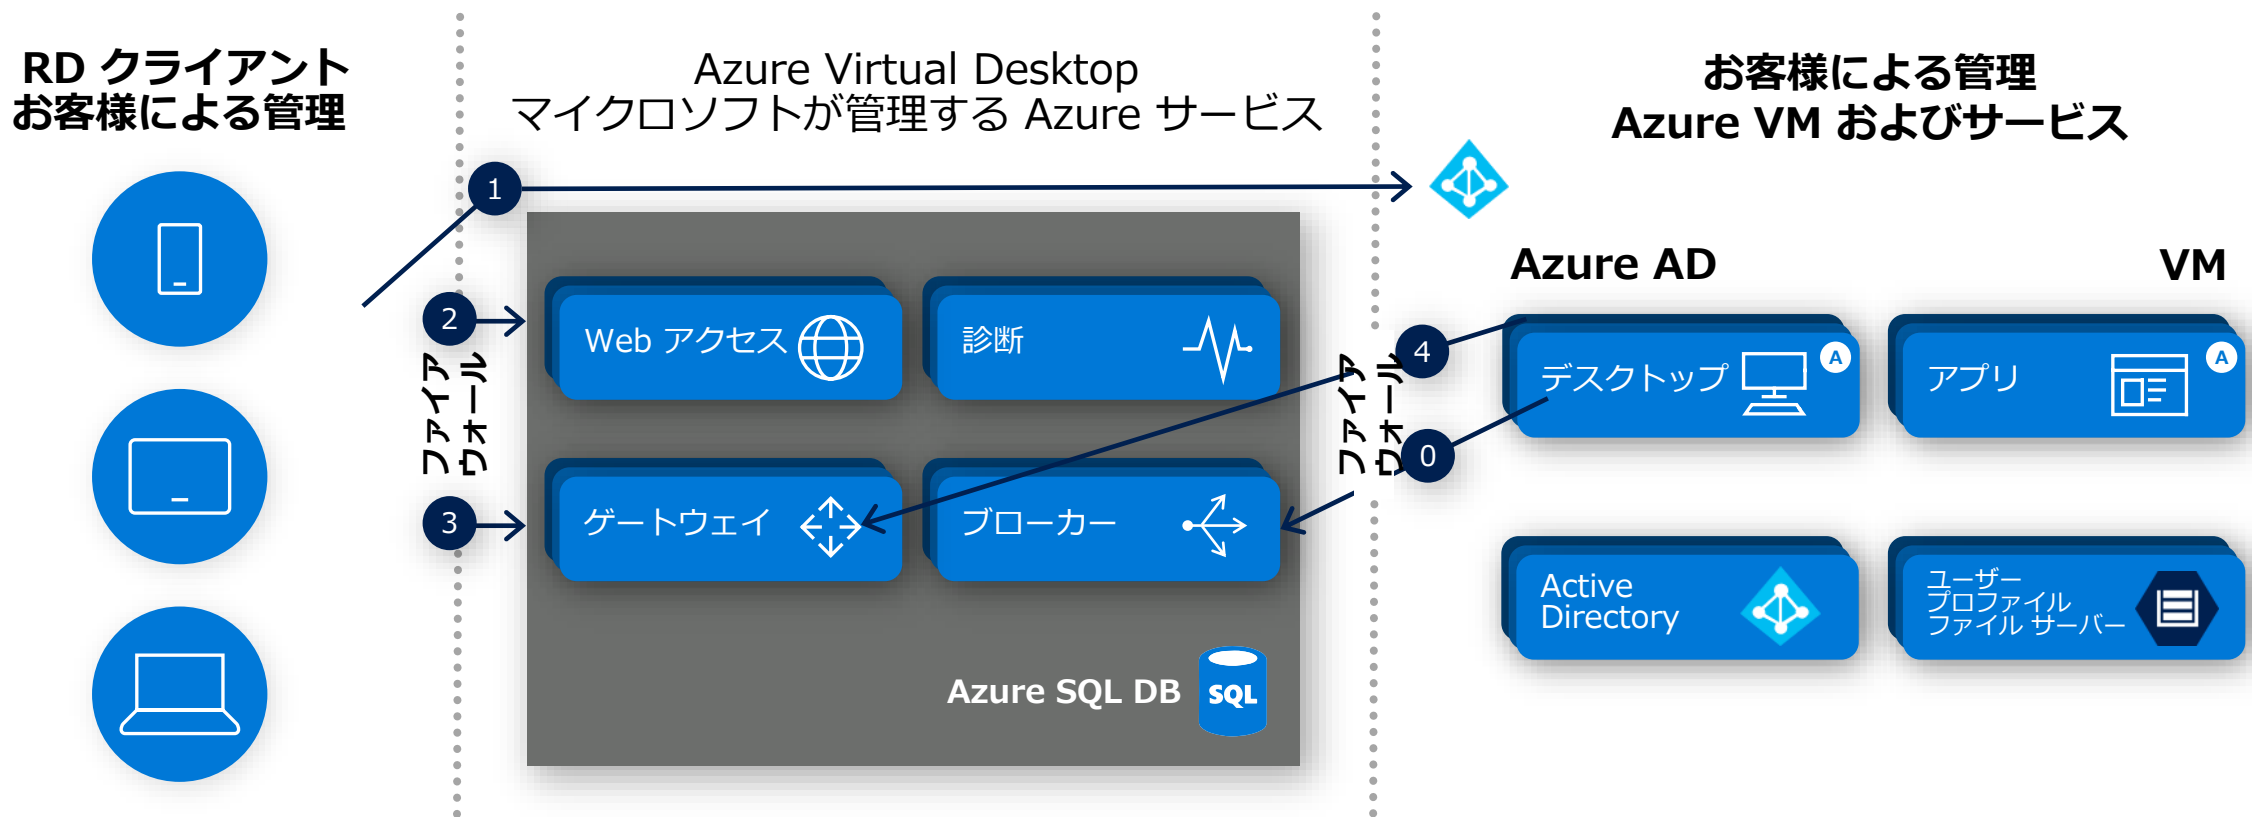 RD クライアント
お客様による管理
Azure Virtual Desktop
マイクロソフトが管理する Azure サービス
お客様による管理
Azure VM およびサービス
1
Azure AD
VM
2
Web アクセス
診断
4
デスクトップ
A
アプリ
A
ファイア
ウォール
ファイア
ウォール
0
3
ゲートウェイ
ブローカー
Active
Directory
ユーザー
プロファイル
ファイル サーバー
Azure SQL DB
SQL